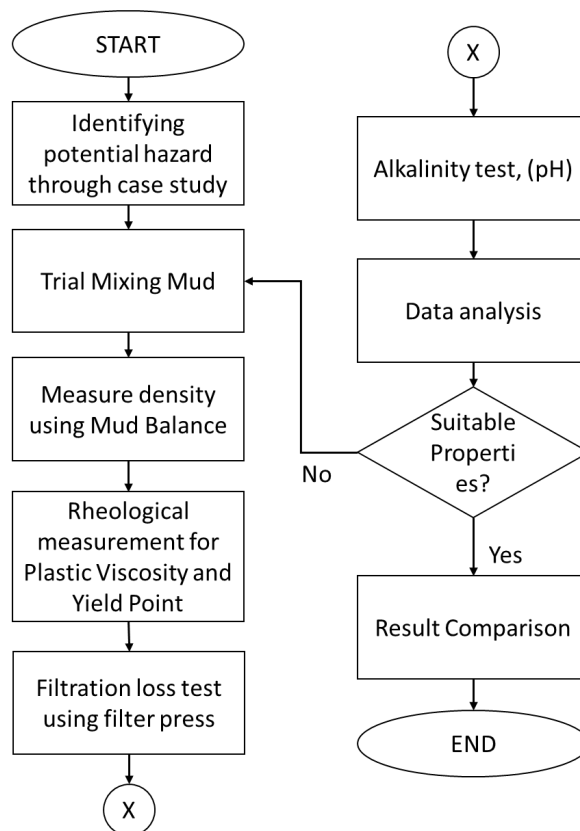 START
Identifying
potential hazard
through case study
Trial Mixing Mud
Measure density
using Mud Balance
Rheological
measurement for
Plastic Viscosity and
Yield Point
Filtration loss test
using filter press
X
X
Alkalinity test, (pH)
Data analysis
Suitable
Properti
es?
No
Yes
Result Comparison
END